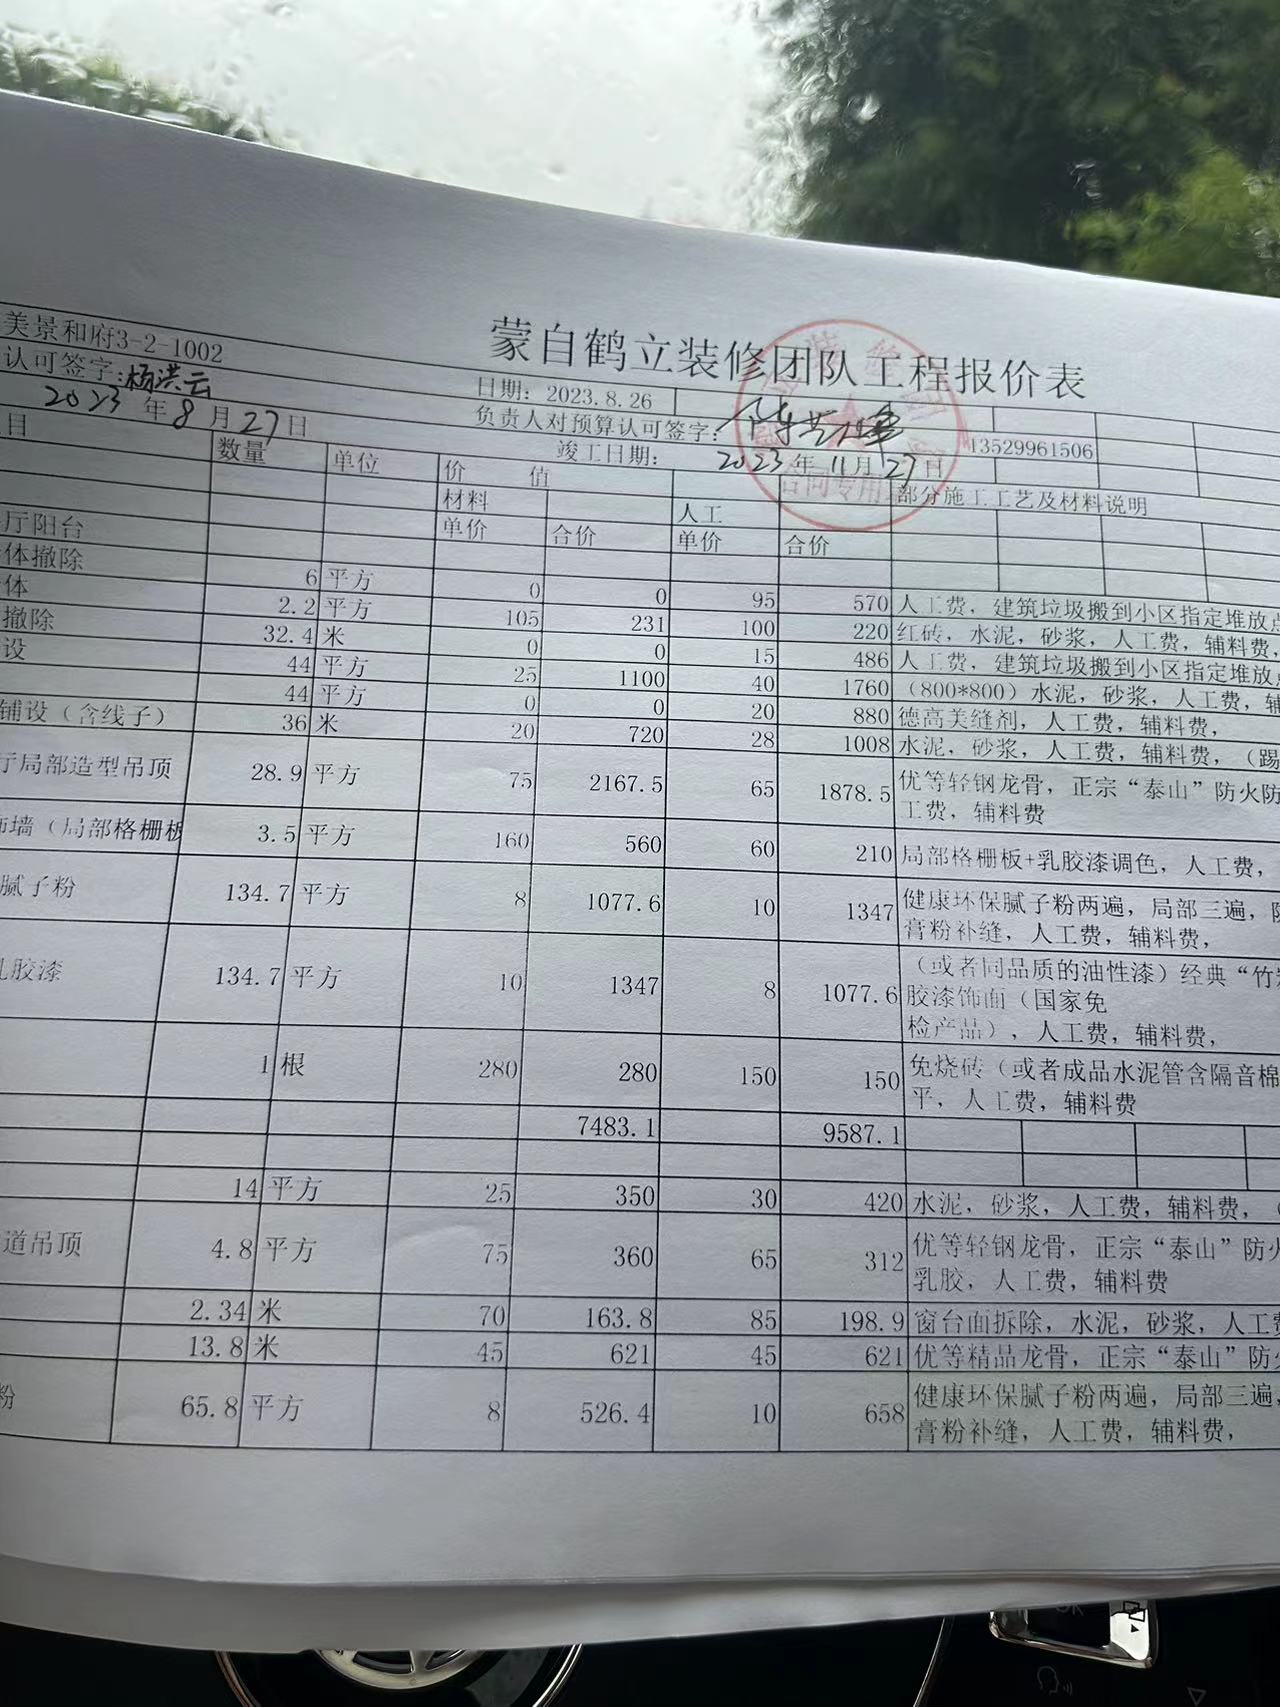 蒙自鹤立装修团队工程报价表
美景和府3-2-1002
日期：2023.8.26
认可签字：杨洪云
负责人对预算认可签字：
13529961506
2023年8月27日
竣工日期： 2023年11月27日
合同专用
目 数量 单位 价 值 部分施工工艺及材料说明
材料 人工
单价 合价 单价 合价
厅阳台
体撤除 6 平方 0 0 95 570 人工费，建筑垃圾搬到小区指定堆放点
体 2.2 平方 105 231 100 220 红砖，水泥，砂浆，人工费，辅料费，
撤除 32.4 米 0 0 15 486 人工费，建筑垃圾搬到小区指定堆放点
设 44 平方 25 1100 40 1760 （800*800）水泥，砂浆，人工费，辅
44 平方 0 0 20 880 德高美缝剂，人工费，辅料费，
铺设（含线子） 36 米 20 720 28 1008 水泥，砂浆，人工费，辅料费，（踢
厅局部造型吊顶 28.9 平方 75 2167.5 65 1878.5 优等轻钢龙骨，正宗“泰山”防火防
工费，辅料费
饰墙（局部格栅板 3.5 平方 160 560 60 210 局部格栅板+乳胶漆调色，人工费，
腻子粉 134.7 平方 8 1077.6 10 1347 健康环保腻子粉两遍，局部三遍，防
膏粉补缝，人工费，辅料费，
乳胶漆 134.7 平方 10 1347 8 1077.6 （或者同品质的油性漆）经典“竹
胶漆饰面（国家免
检产品），人工费，辅料费，
1 根 280 280 150 150 免烧砖（或者成品水泥管含隔音棉
平，人工费，辅料费
7483.1 9587.1
14 平方 25 350 30 420 水泥，砂浆，人工费，辅料费，（
道吊顶 4.8 平方 75 360 65 312 优等轻钢龙骨，正宗“泰山”防火
乳胶，人工费，辅料费
2.34 米 70 163.8 85 198.9 窗台面拆除，水泥，砂浆，人工费
13.8 米 45 621 45 621 优等精品龙骨，正宗“泰山”防火
粉 65.8 平方 8 526.4 10 658 健康环保腻子粉两遍，局部三遍，
膏粉补缝，人工费，辅料费，